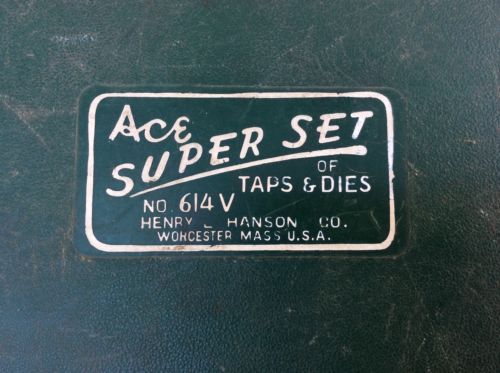 ACE
SUPER SET
OF
TAPS & DIES
NO. 614V
HENRY L HANSON CO.
WORCESTER MASS U.S.A.